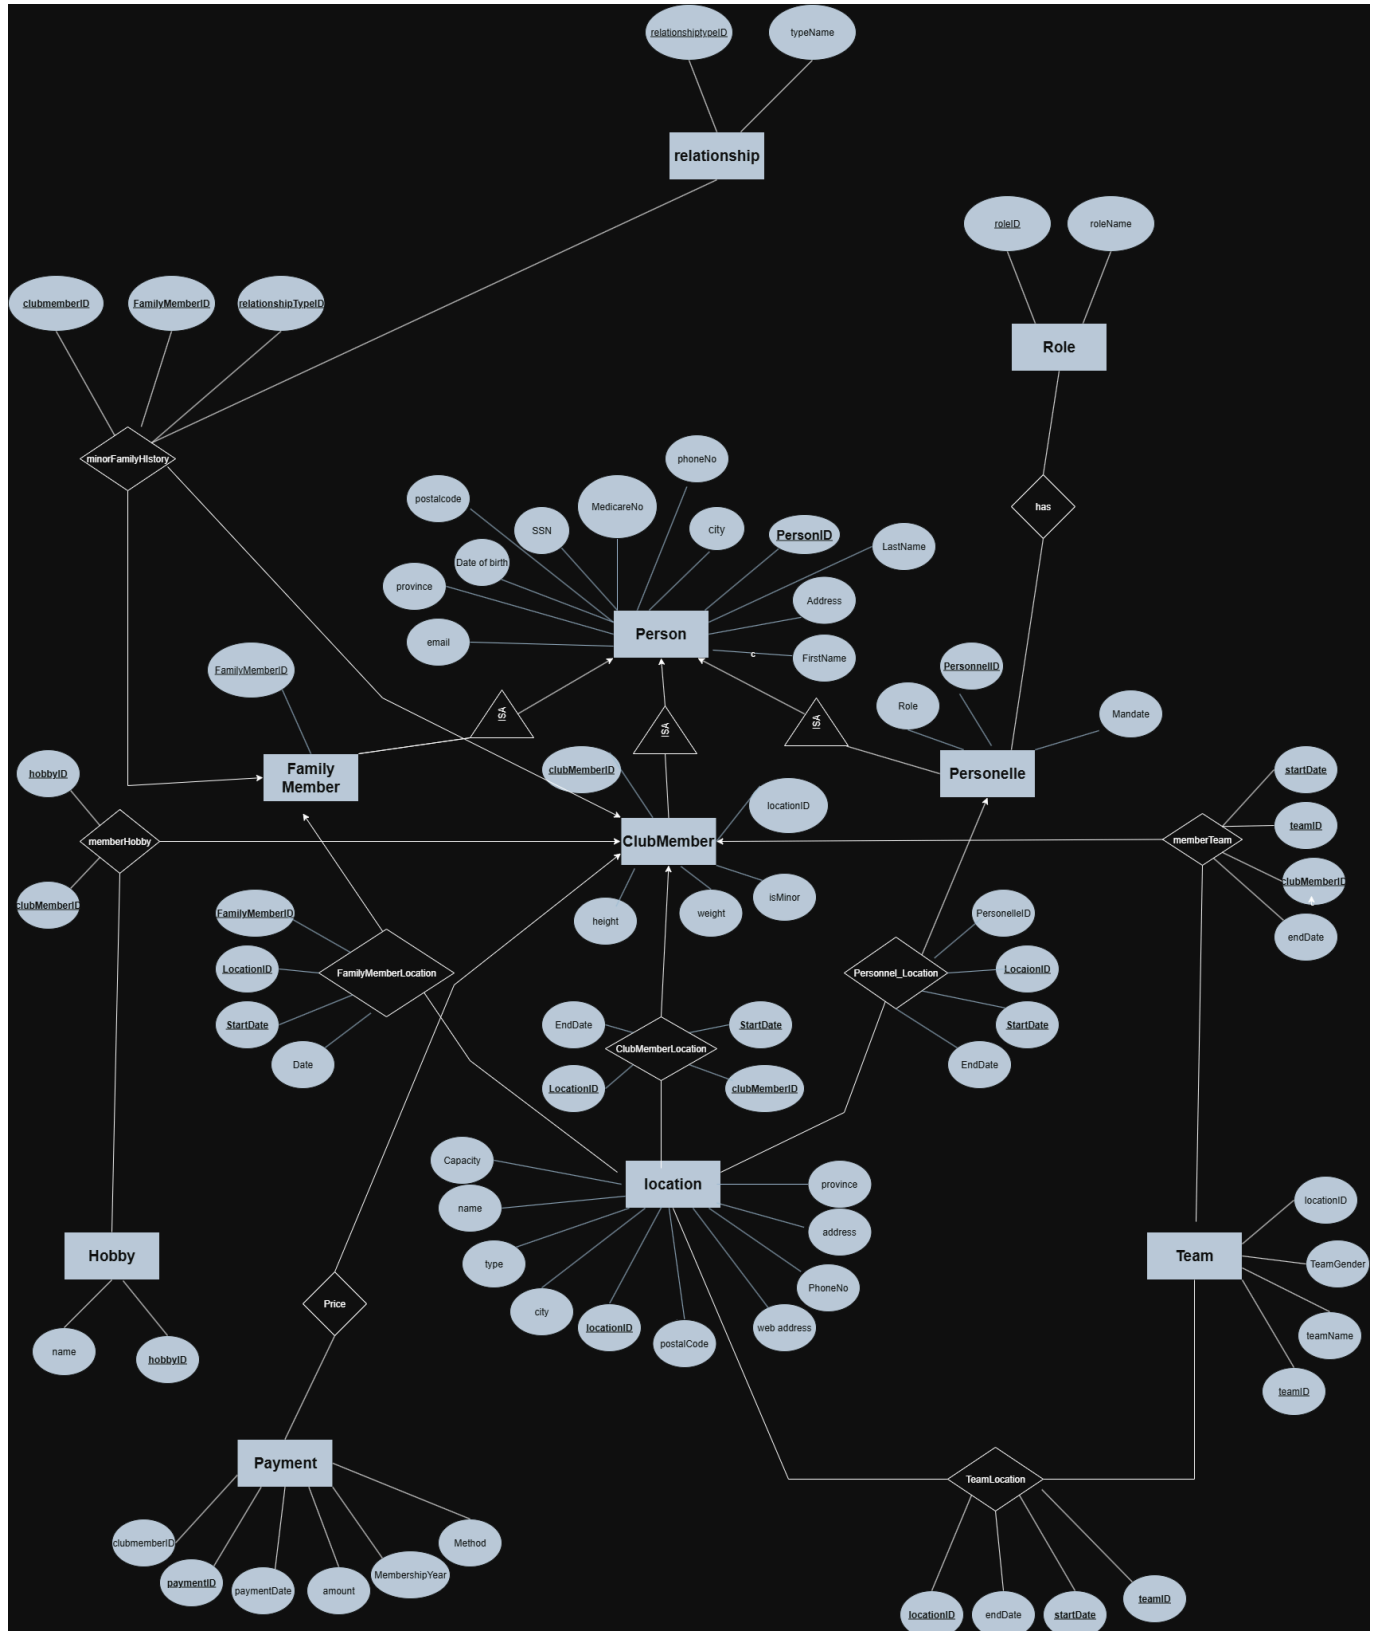 relationshiptypeID
typeName
relationship
roleID
roleName
Role
clubmemberID
FamilyMemberID
relationshipTypeID
minorFamilyHIstory
has
phoneNo
postalcode
MedicareNo
SSN
city
PersonID
LastName
Date of birth
province
Address
email
Person
FirstName
c
FamilyMemberID
PersonnelID
Role
Mandate
ISA
ISA
ISA
Family
Member
Personelle
hobbyID
clubMemberID
locationID
startDate
teamID
memberHobby
ClubMember
memberTeam
clubMemberID
clubMemberID
isMinor
height
weight
endDate
FamilyMemberID
PersonelleID
LocationID
FamilyMemberLocation
Personnel_Location
LocaionID
StartDate
EndDate
StartDate
StartDate
Date
ClubMemberLocation
EndDate
LocationID
clubMemberID
Capacity
location
province
name
address
locationID
Hobby
type
Team
TeamGender
PhoneNo
Price
city
locationID
postalCode
web address
teamName
name
hobbyID
teamID
Payment
TeamLocation
clubmemberID
paymentID
paymentDate
amount
MembershipYear
Method
locationID
endDate
startDate
teamID